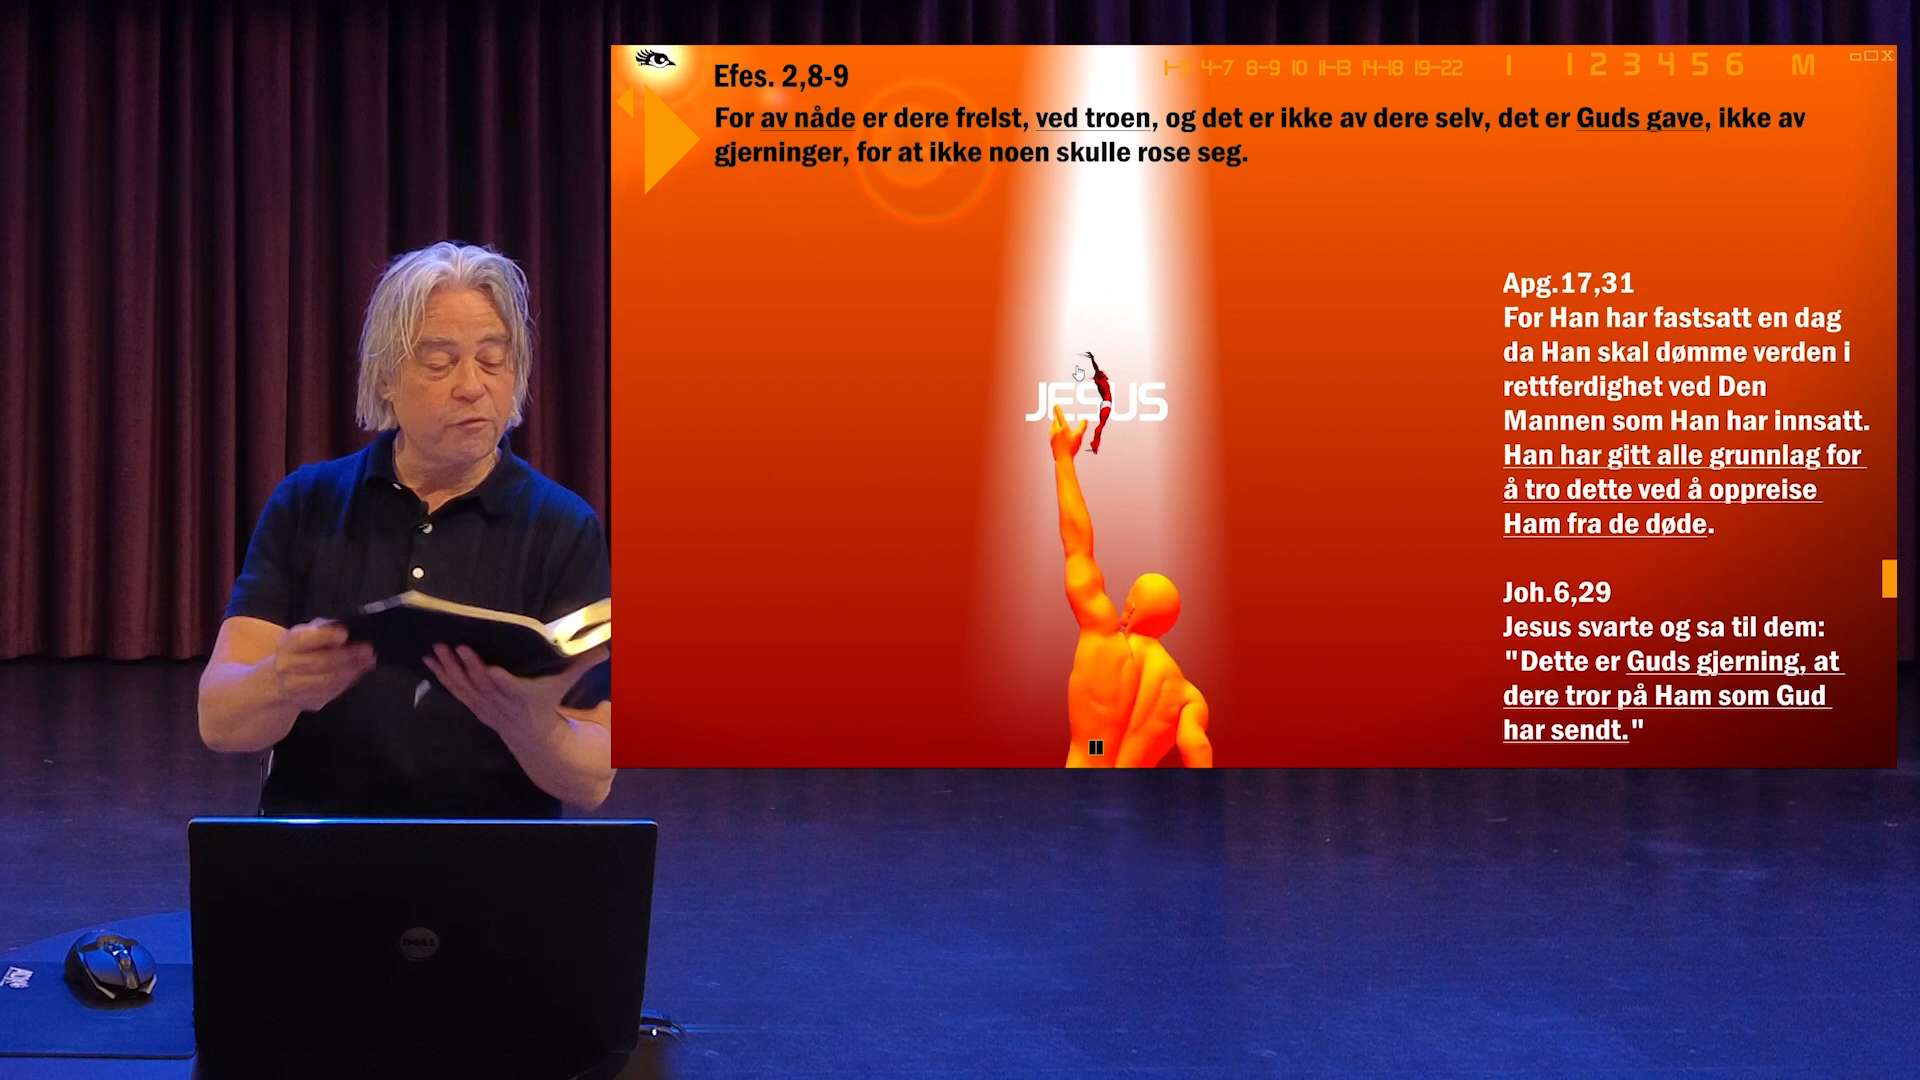 Efes. 2,8-9
1-3 4-7 8-9 10 11-13 14-18 19-22 1 1 2 3 4 5 6 M
For av nåde er dere frelst, ved troen, og det er ikke av dere selv, det er Guds gave, ikke av
gjerninger, for at ikke noen skulle rose seg.
JESUS
Apg.17,31
For Han har fastsatt en dag
da Han skal dømme verden i
rettferdighet ved Den
Mannen som Han har innsatt.
Han har gitt alle grunnlag for
å tro dette ved å oppreise
Ham fra de døde.
Joh.6,29
Jesus svarte og sa til dem:
"Dette er Guds gjerning, at
dere tror på Ham som Gud
har sendt."
DELL